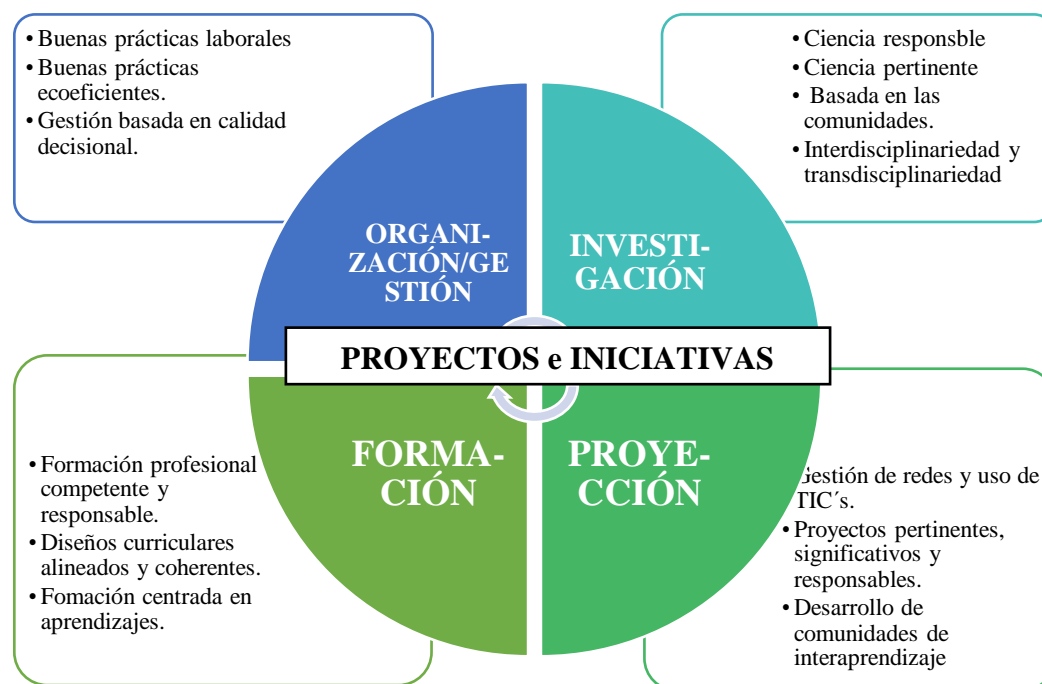 • Buenas prácticas laborales
• Buenas prácticas
ecoeficientes.
• Gestión basada en calidad
decisional.
• Ciencia responsble
• Ciencia pertinente
• Basada en las
comunidades.
• Interdisciplinariedad y
transdisciplinariedad
ORGANI-
ZACIÓN/GE
STIÓN
INVESTI-
GACIÓN
PROYECTOS e INICIATIVAS
FORMA-
CIÓN
PROYE-
CCIÓN
• Formación profesional
competente y
responsable.
• Diseños curriculares
alineados y coherentes.
• Fomación centrada en
aprendizajes.
Gestión de redes y uso de
TIC´s.
• Proyectos pertinentes,
significativos y
responsables.
• Desarrollo de
comunidades de
interaprendizaje